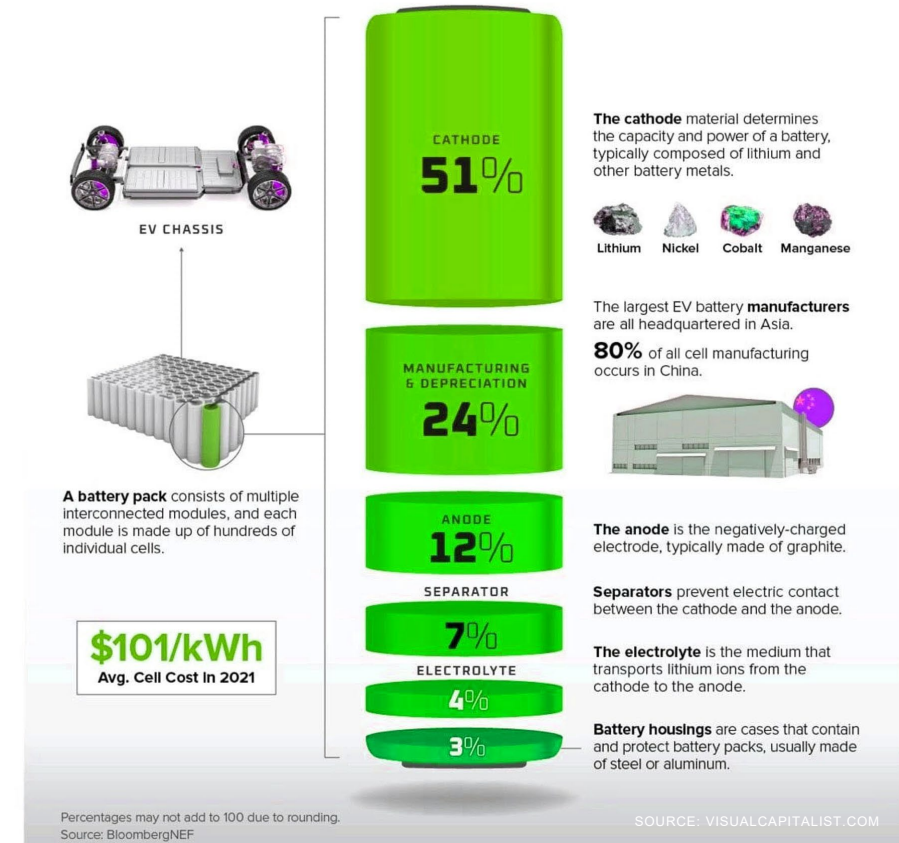 CATHODE
51%
The cathode material determines
the capacity and power of a battery,
typically composed of lithium and
other battery metals.
Lithium Nickel Cobalt Manganese
EV CHASSIS
The largest EV battery manufacturers
are all headquartered in Asia.
80% of all cell manufacturing
occurs in China.
MANUFACTURING
& DEPRECIATION
24%
A battery pack consists of multiple
interconnected modules, and each
module is made up of hundreds of
individual cells.
ANODE
12%
The anode is the negatively-charged
electrode, typically made of graphite.
SEPARATOR
7%
Separators prevent electric contact
between the cathode and the anode.
$101/kWh
Avg. Cell Cost in 2021
ELECTROLYTE
4%
The electrolyte is the medium that
transports lithium ions from the
cathode to the anode.
3%
Battery housings are cases that contain
and protect battery packs, usually made
of steel or aluminum.
Percentages may not add to 100 due to rounding.
Source: BloombergNEF
SOURCE: VISUALCAPITALIST.COM